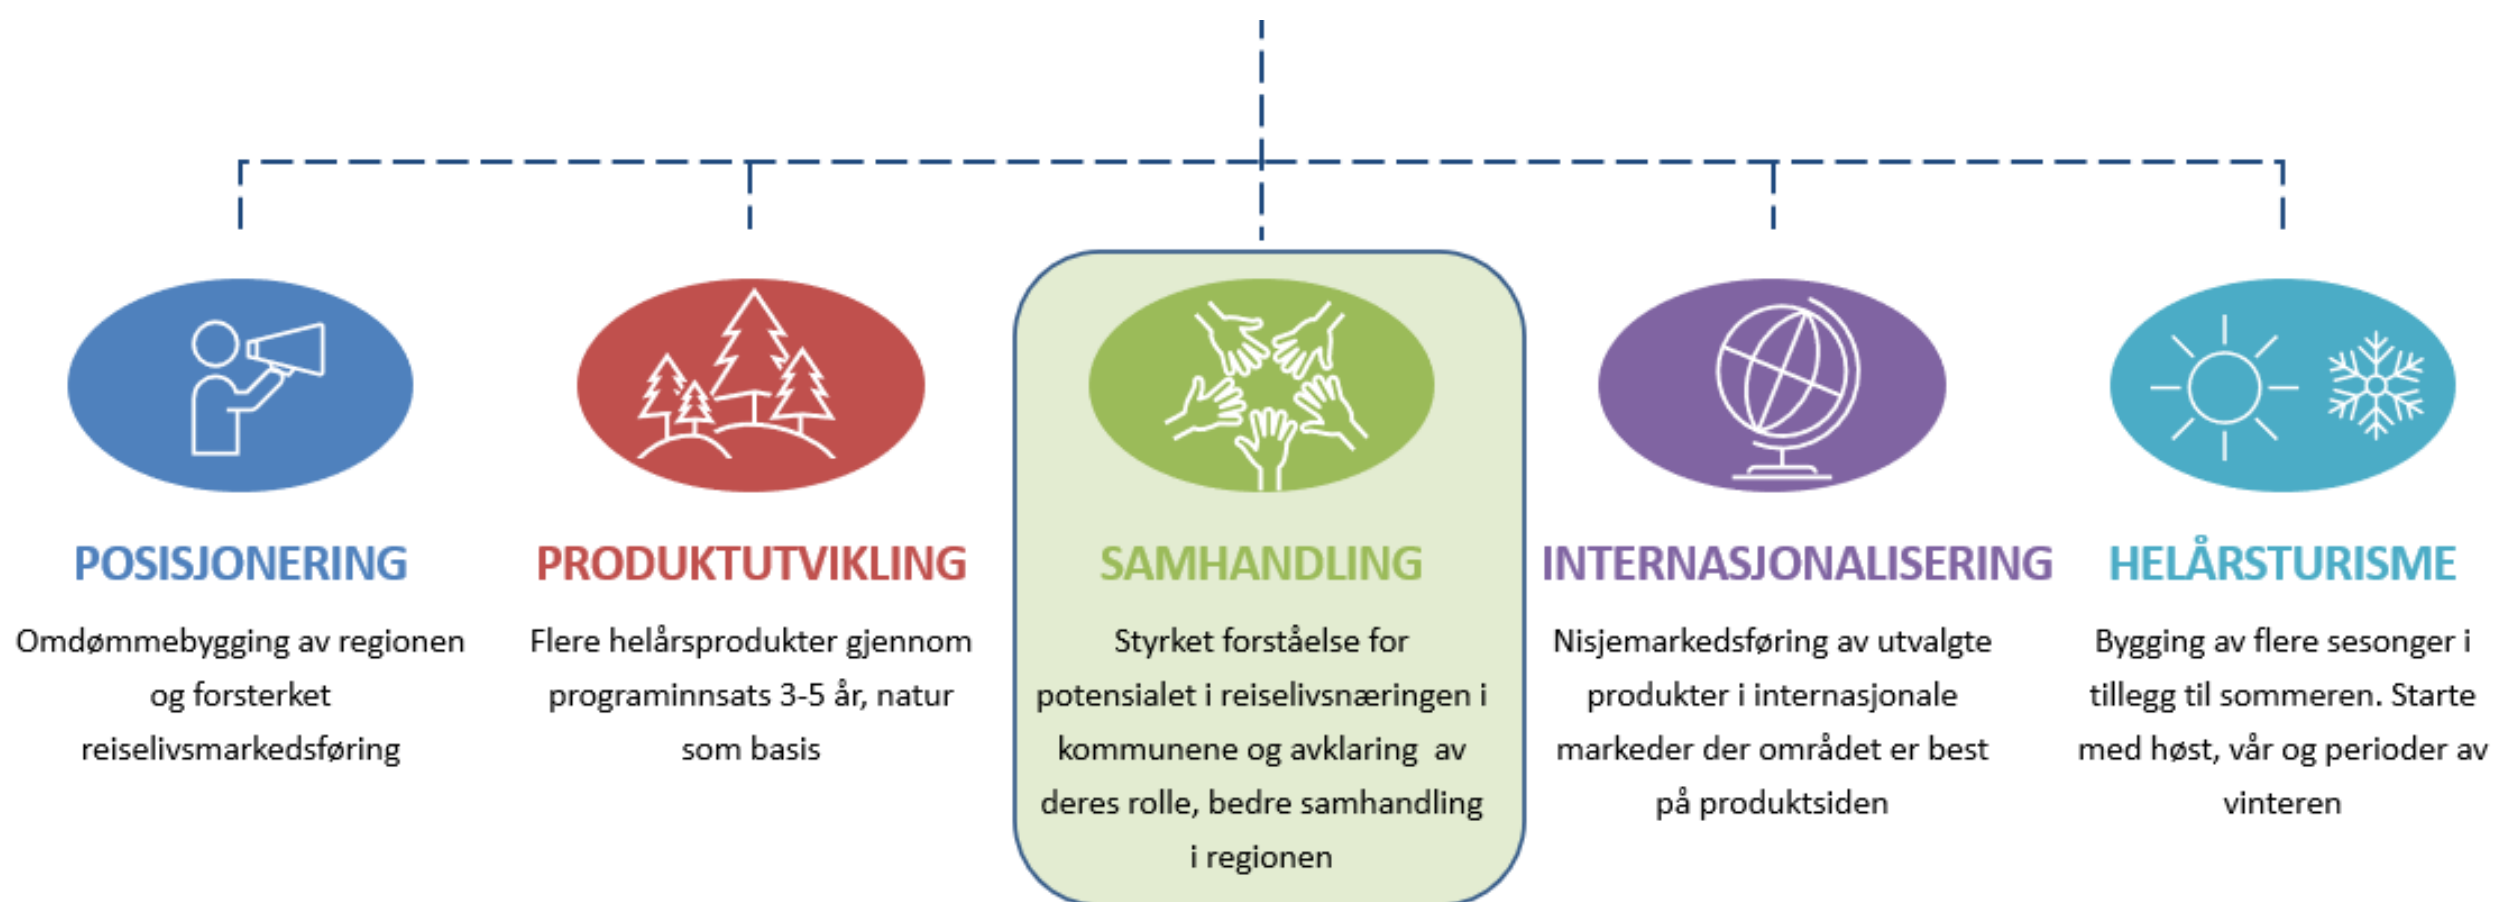 POSISJONERING
Omdømmebygging av regionen
og forsterket
reiselivsmarkedsføring
PRODUKTUTVIKLING
Flere helårsprodukter gjennom
programinnsats 3-5 år, natur
som basis
SAMHANDLING
Styrket forståelse for
potensialet i reiselivsnæringen i
kommunene og avklaring  av
deres rolle, bedre samhandling
i regionen
INTERNASJONALISERING
Nisjemarkedsføring av utvalgte
produkter i internasjonale
markeder der området er best
på produktsiden
HELÅRSTURISME
Bygging av flere sesonger i
tillegg til sommeren. Starte
med høst, vår og perioder av
vinteren